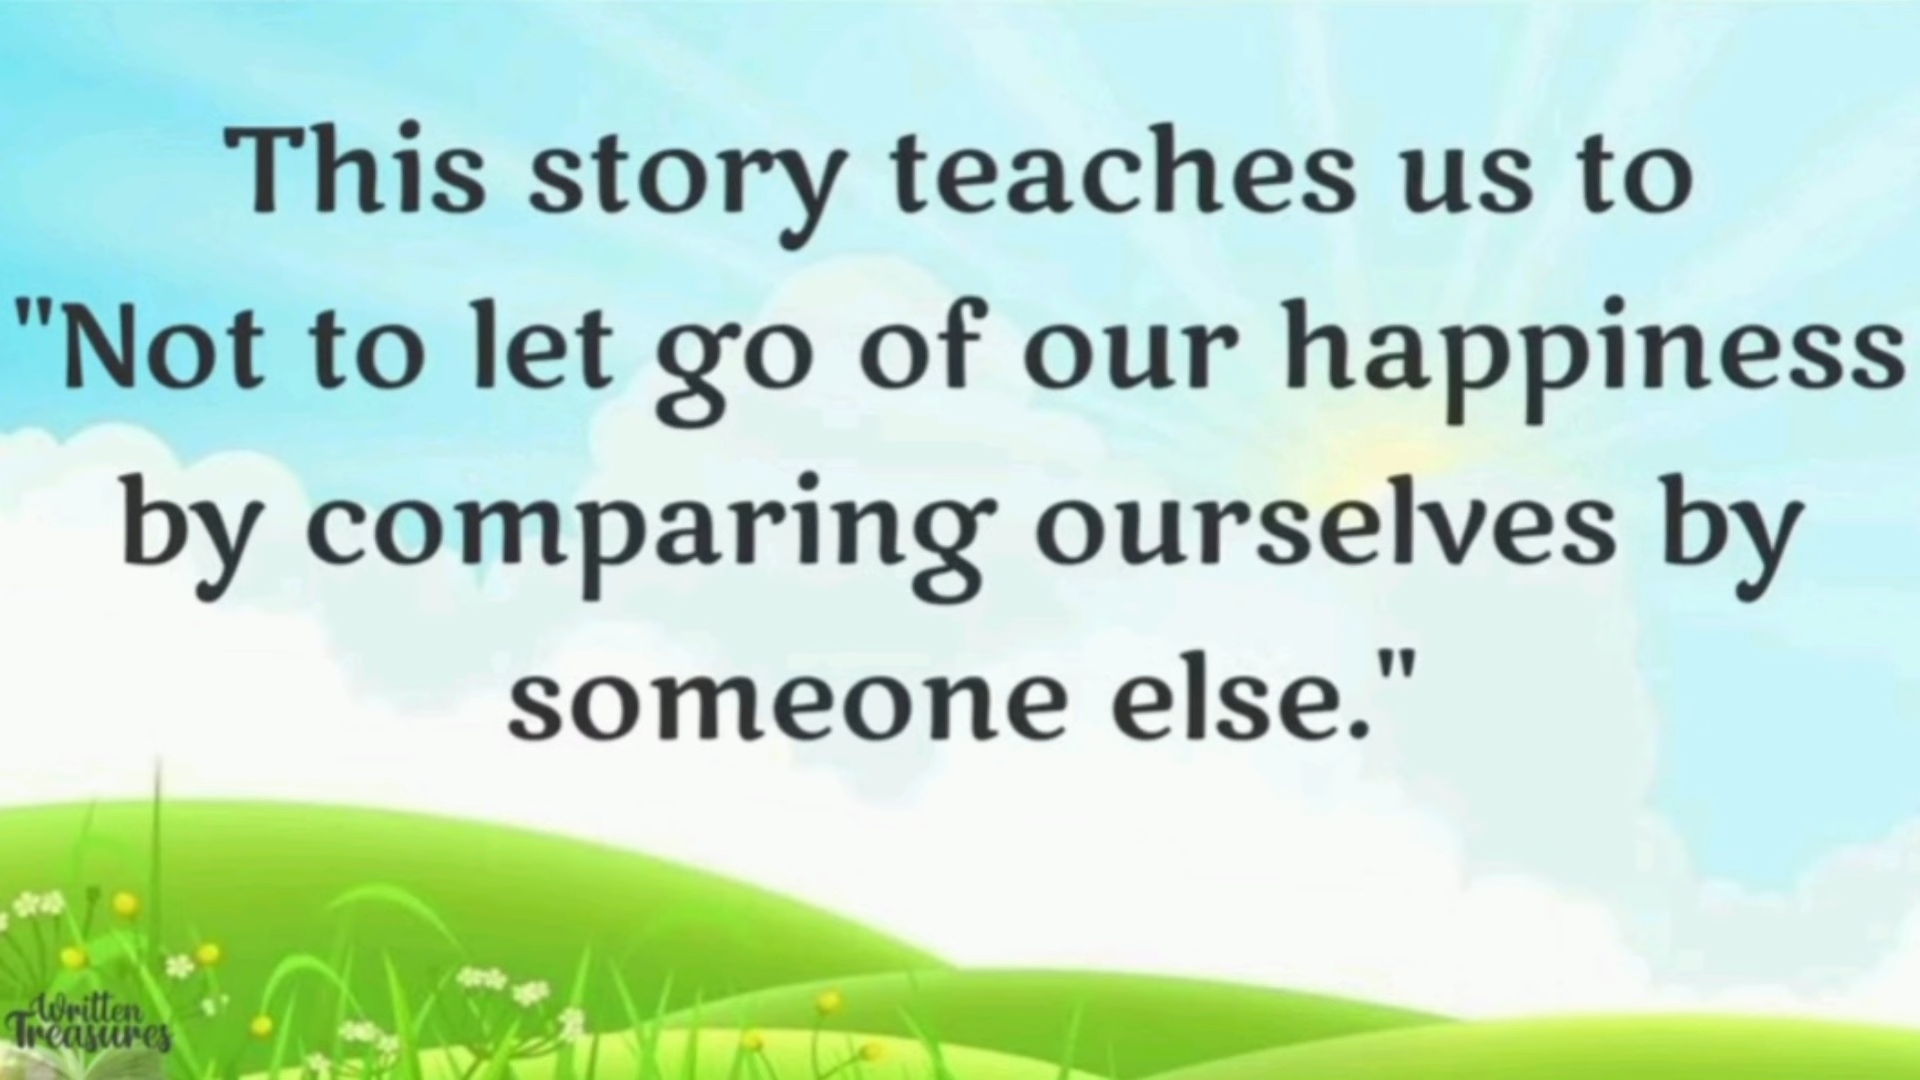 This story teaches us to
"Not to let go of our happiness
by comparing ourselves by
someone else."
Written
Treasures